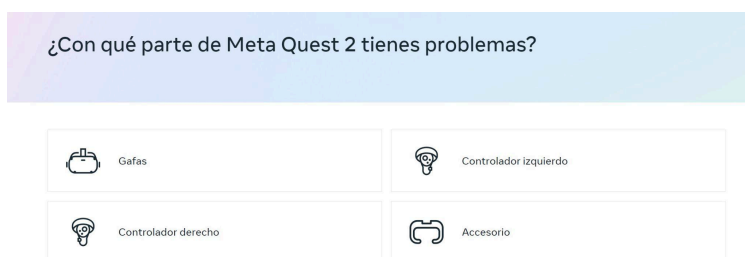 ¿Con qué parte de Meta Quest 2 tienes problemas?
Gafas
Controlador izquierdo
Controlador derecho
Accesorio